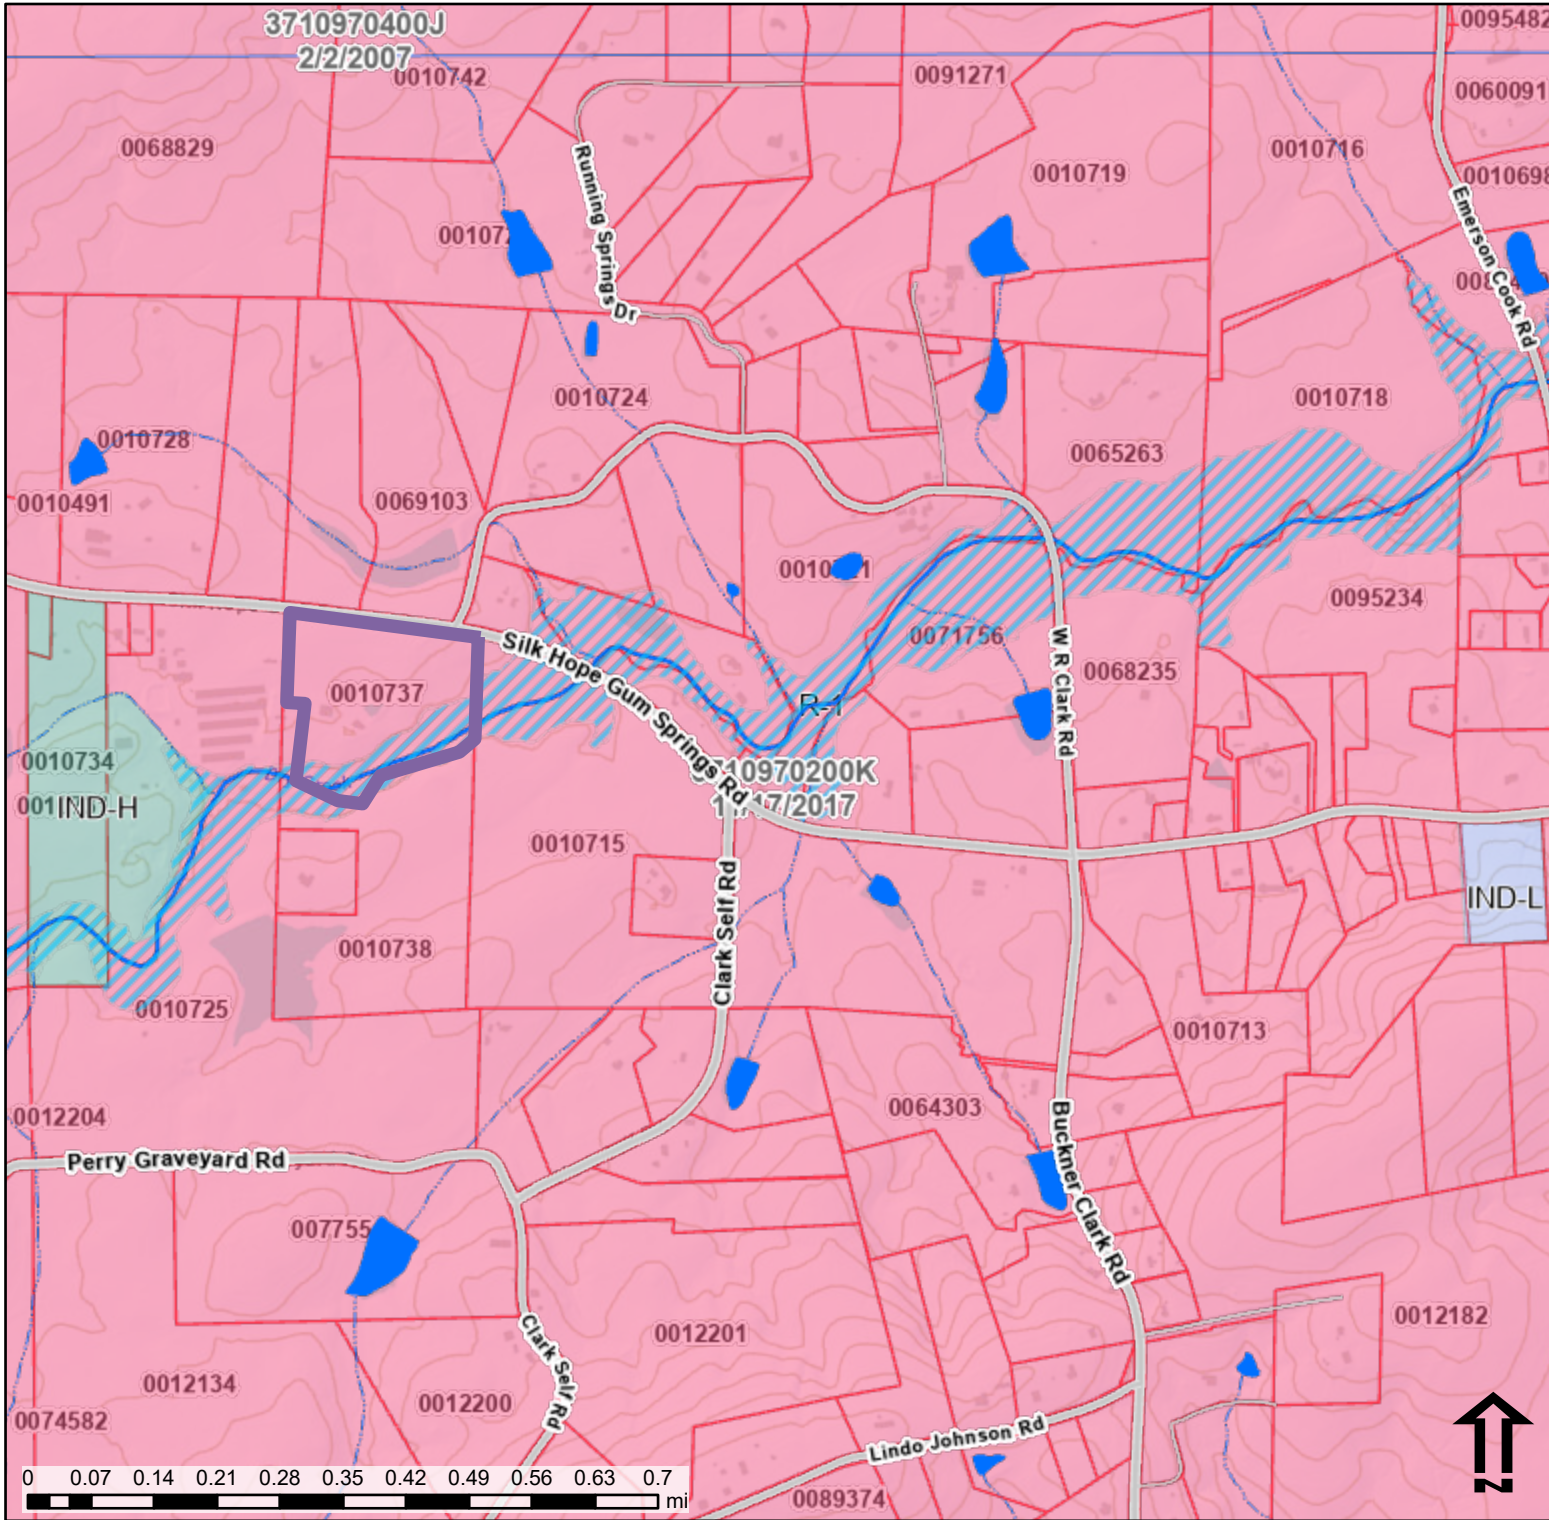 3710970400J
2/2/2007
0095482
0010742
0091271
0060091
0068829
0010716
0010719
0010698
Running Springs Dr
Emerson Cook Rd
0010724
0010718
0010728
0065263
0010491
0069103
0095234
0071756
Silk Hope Gum Springs Rd
W R Clark Rd
0068235
0010737
R-1
0010734
IND-H
10970200K
17/2017
0010715
IND-L
Clark Self Rd
0010738
0010725
0010713
0012204
0064303
Perry Graveyard Rd
Buckner Clark Rd
007755
0012182
Clark Self Rd
0012201
0012134
0012200
0074582
Lindo Johnson Rd
0089374
0 0.07 0.14 0.21 0.28 0.35 0.42 0.49 0.56 0.63 0.7
mi
N